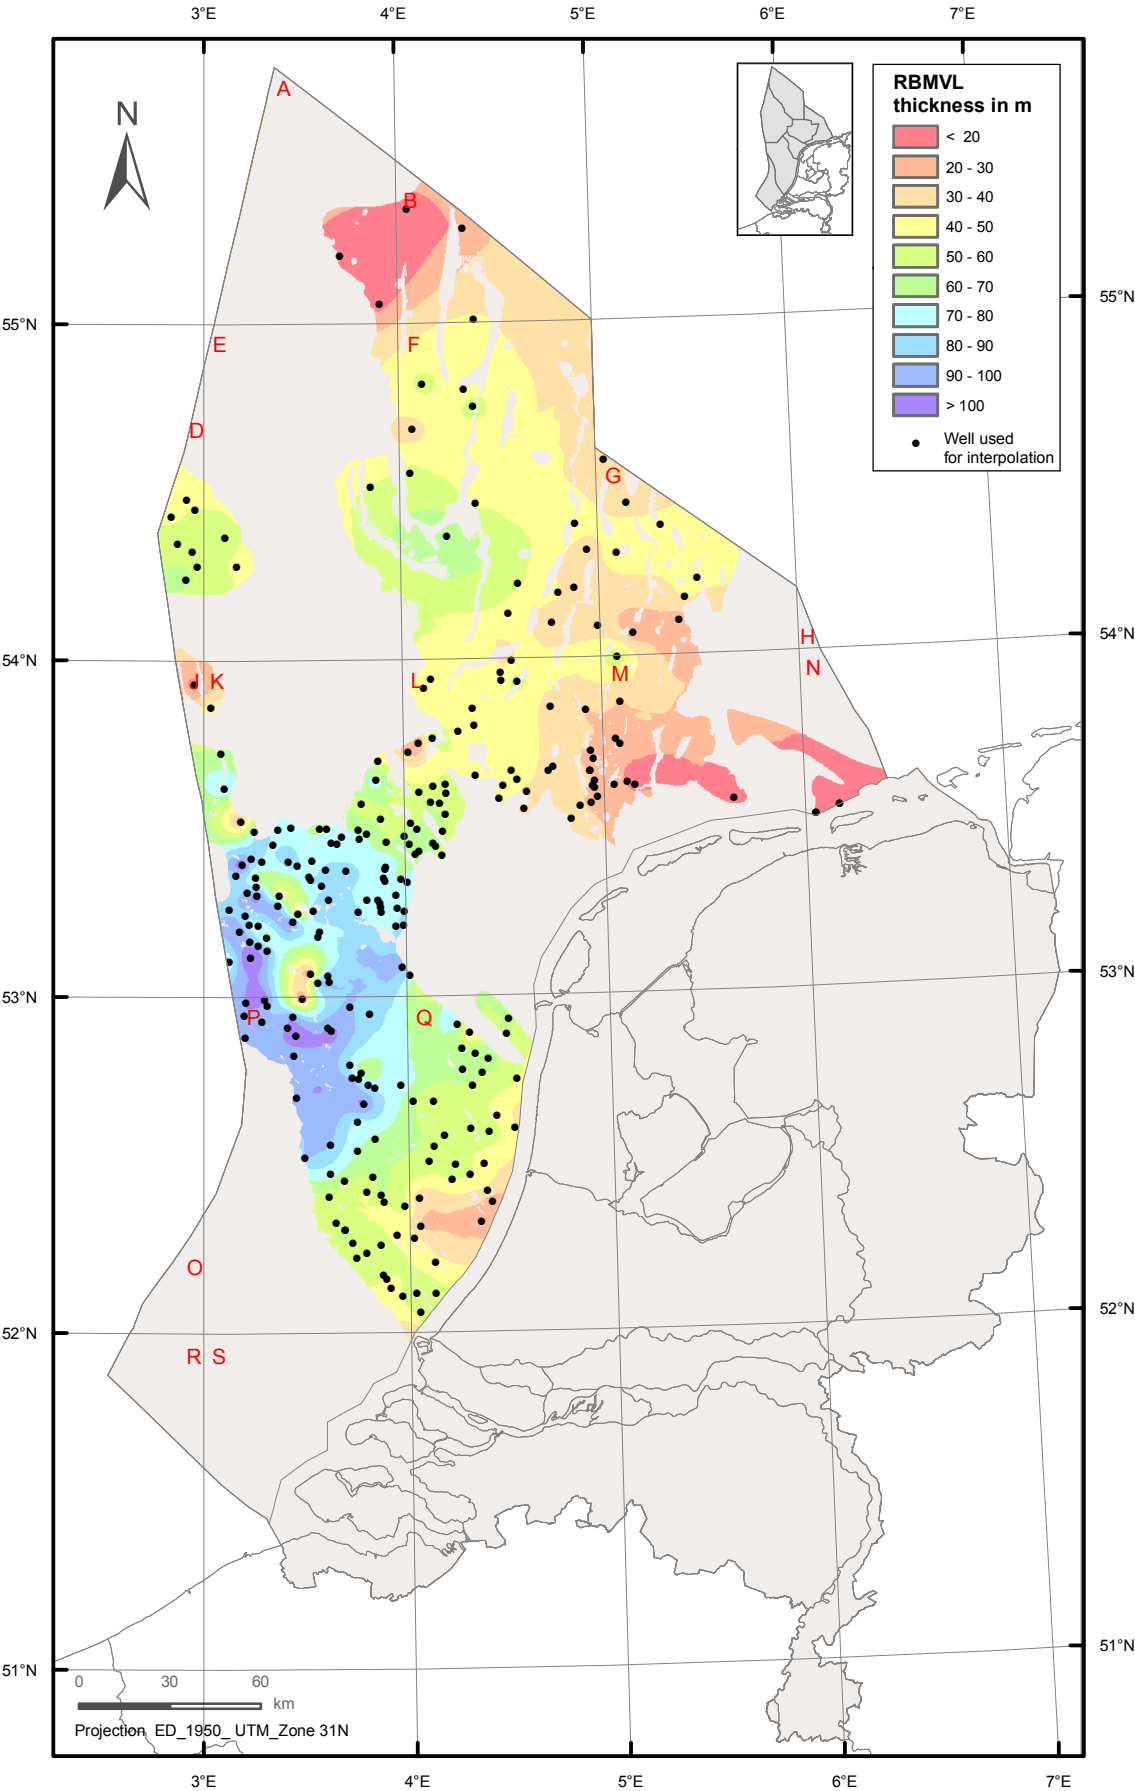 3°E 4°E 5°E 6°E 7°E
A
N
RBMVL
thickness in m
< 20
20 - 30
30 - 40
40 - 50
50 - 60
60 - 70
70 - 80
80 - 90
90 - 100
> 100
Well used
for interpolation
B
55°N 55°N
E F
D
G
H
54°N 54°N
J K L M N
53°N 53°N
P Q
O
52°N 52°N
R S
51°N 51°N
0 30 60
km
Projection ED_1950_ UTM_Zone 31N
3°E 4°E 5°E 6°E 7°E